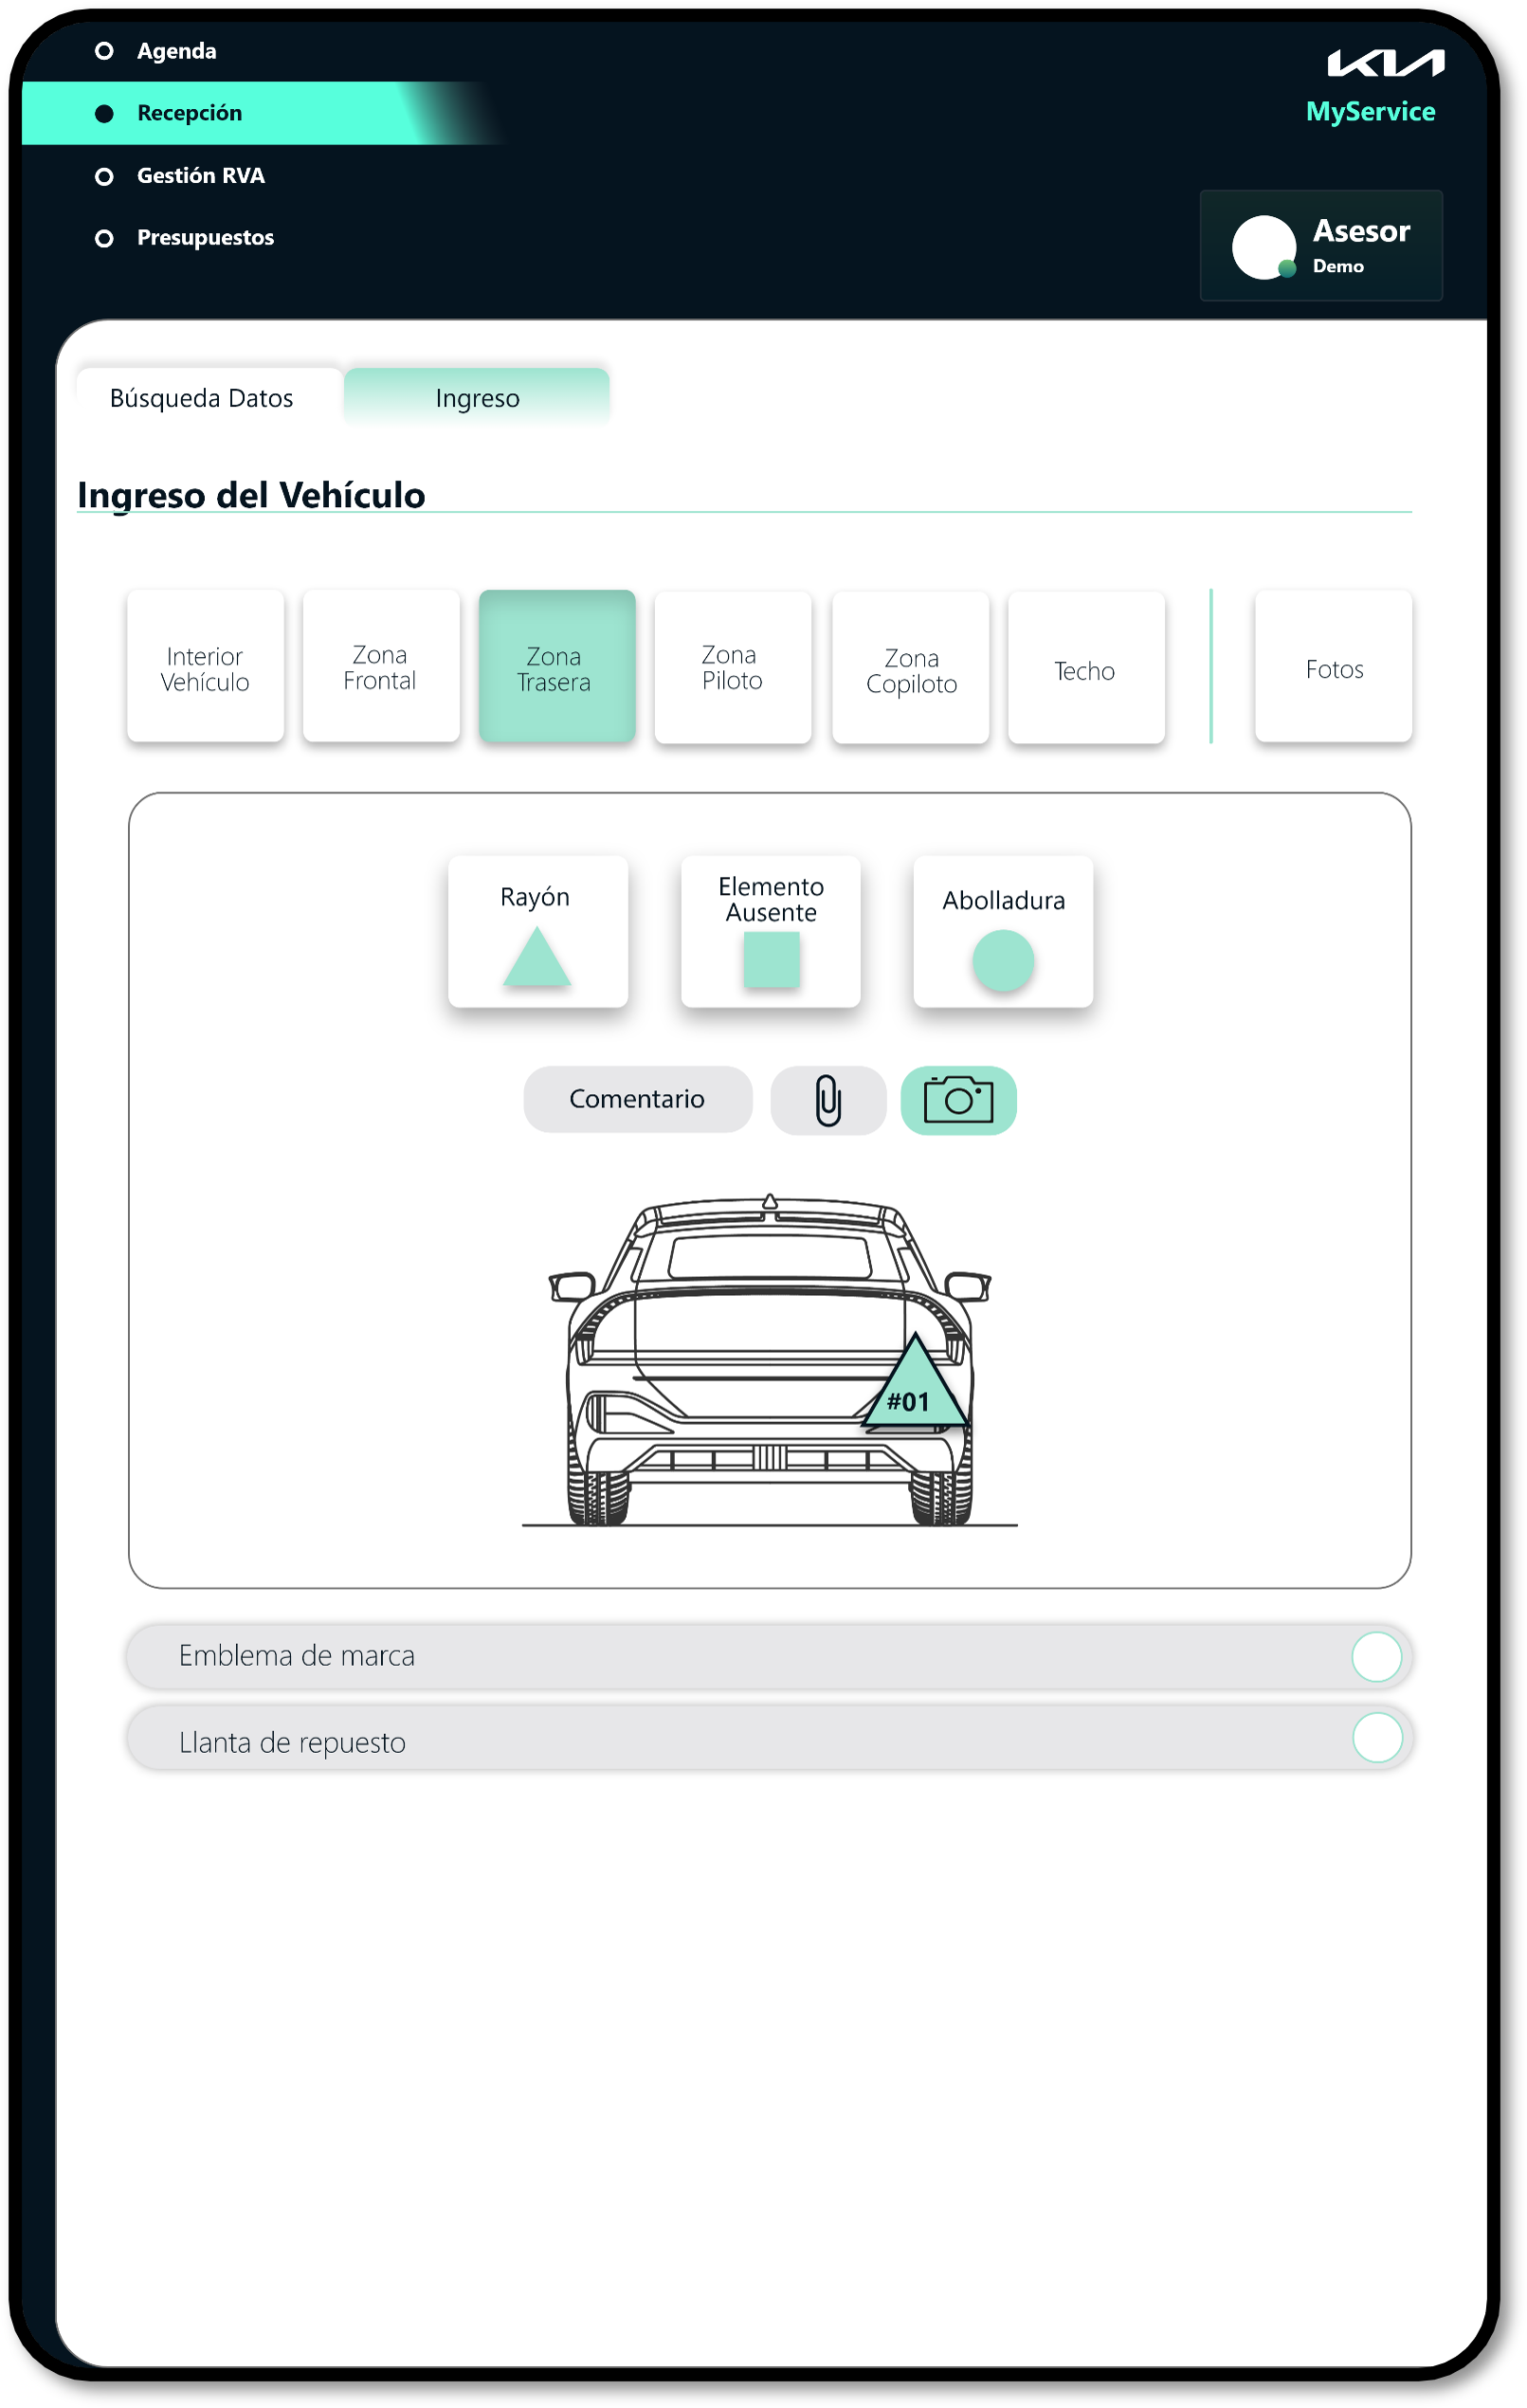 Agenda
KIA
Recepción
MyService
Gestión RVA
Presupuestos
Asesor
Demo
Búsqueda Datos
Ingreso
Ingreso del Vehículo
Interior
Vehículo
Zona
Frontal
Zona
Trasera
Zona
Piloto
Zona
Copiloto
Techo
Fotos
Rayón
Elemento
Ausente
Abolladura
Comentario
#01
Emblema de marca
Llanta de repuesto